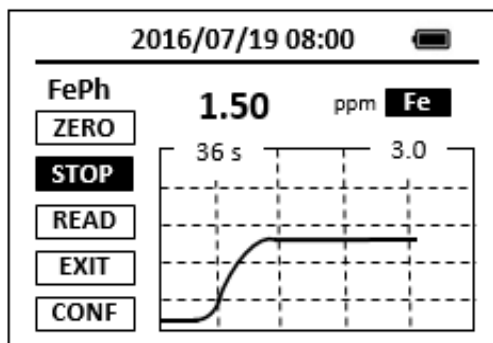 2016/07/19 08:00
FePh
1.50 ppm Fe
ZERO
36 s 3.0
STOP
READ
EXIT
CONF